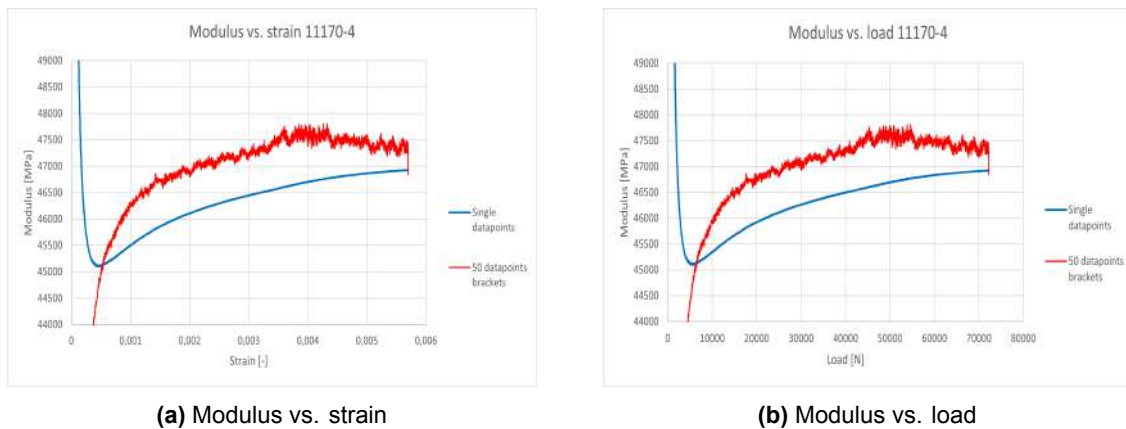 Modulus vs. strain 11170-4
49000
48500
48000
47500
47000
46500
46000
45500
45000
44500
44000
Modulus [MPa]
0
0,001
0,002
0,003
0,004
0,005
0,006
Strain [-]
Single
datapoints
50 datapoints
brackets
(a) Modulus vs. strain
Modulus vs. load 11170-4
49000
48500
48000
47500
47000
46500
46000
45500
45000
44500
44000
Modulus [MPa]
0
10000
20000
30000
40000
50000
60000
70000
80000
Load [N]
Single
datapoints
50 datapoints
brackets
(b) Modulus vs. load